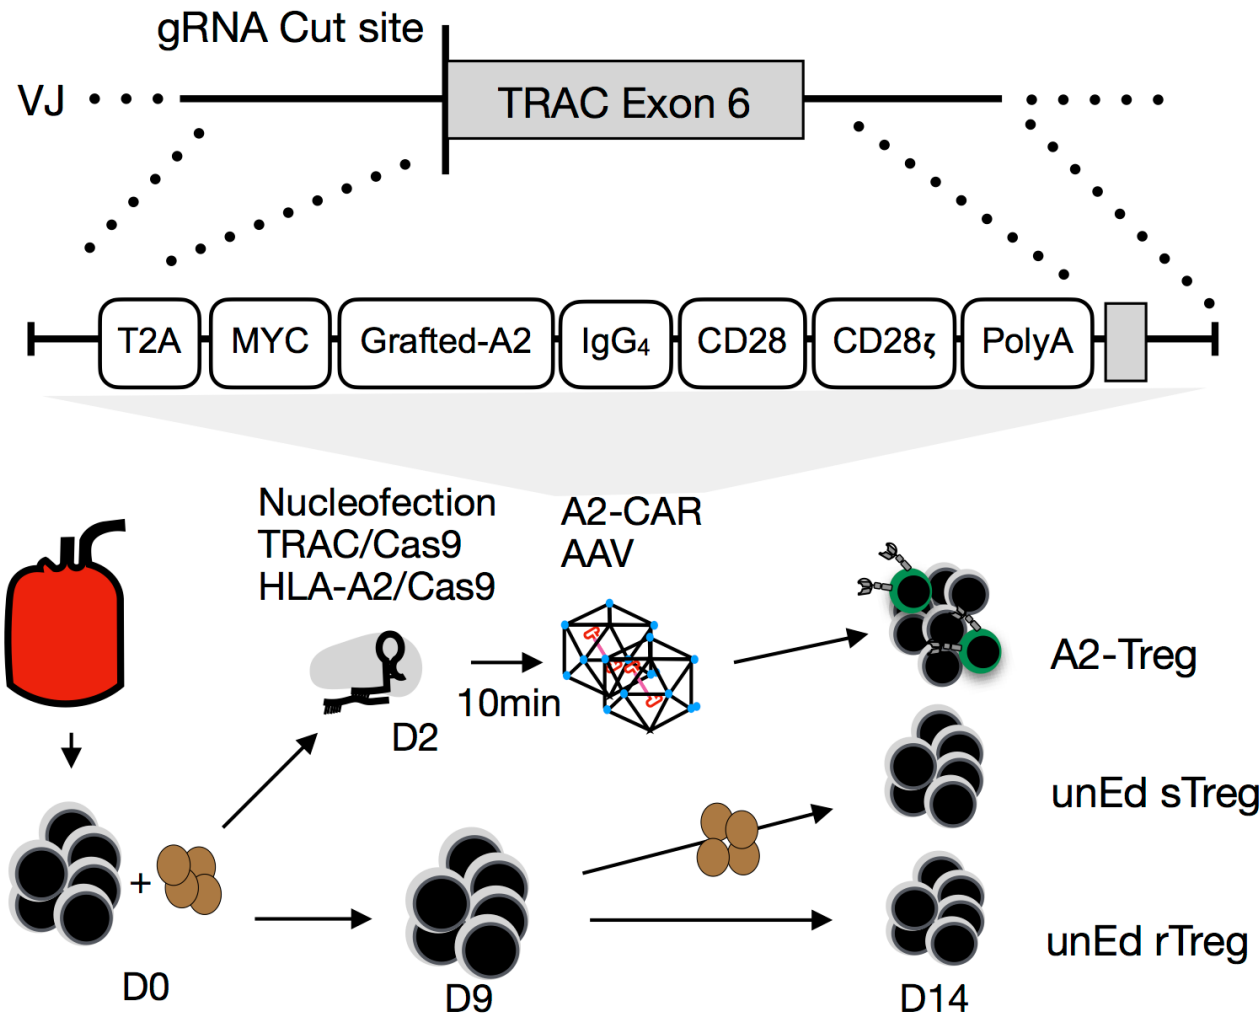 gRNA Cut site
VJ
TRAC Exon 6
T2A MYC Grafted-A2 IgG₄ CD28 CD28ζ PolyA
Nucleofection
TRAC/Cas9
HLA-A2/Cas9
A2-CAR
AAV
10min
D2
A2-Treg
unEd sTreg
+
unEd rTreg
D0
D9
D14